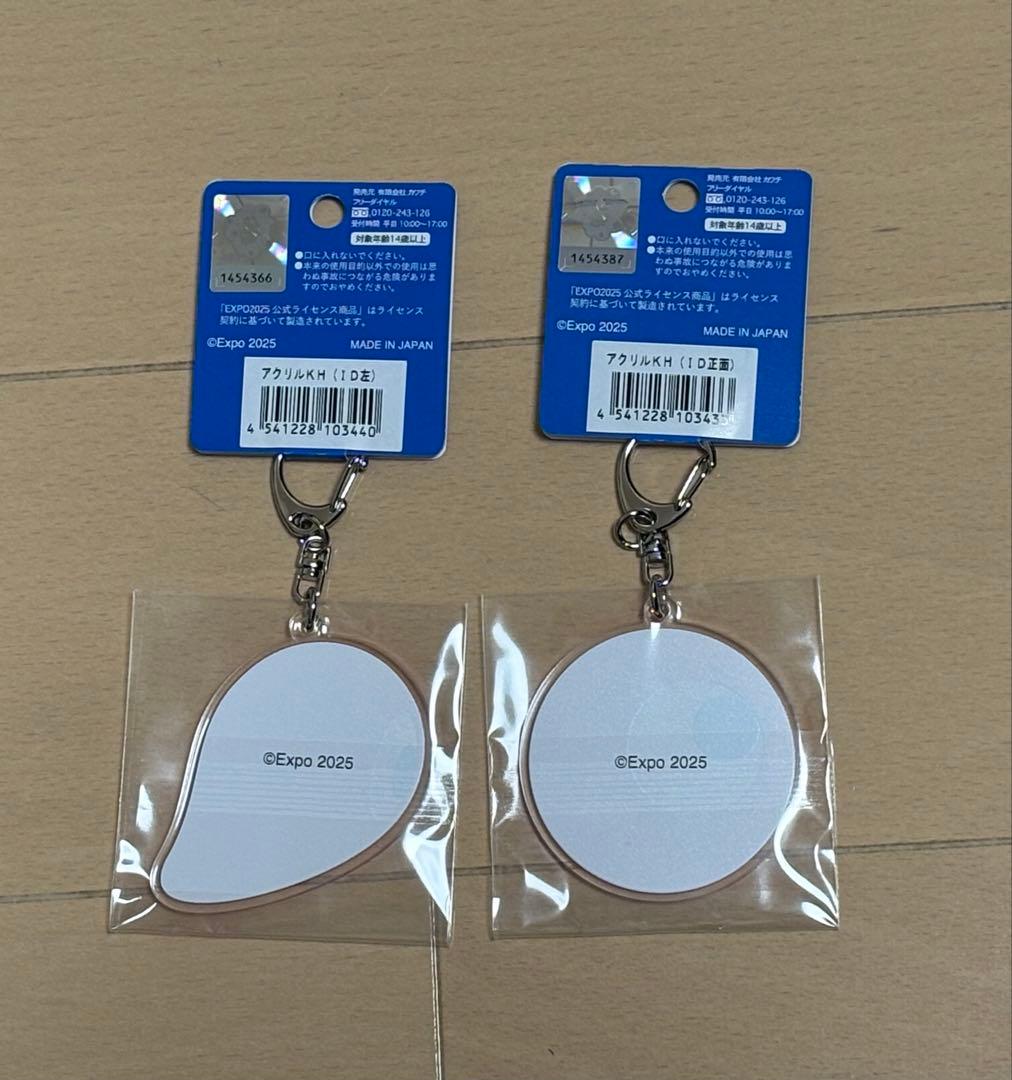 発売元 有限会社 カワチ
フリーダイヤル
0120-243-126
受付時間 平日 10:00〜17:00
対象年齢14歳以上
1454366
●口に入れないでください。
●本来の使用目的以外での使用は思
わぬ事故につながる危険がありま
すのでおやめください。
「EXPO2025 公式ライセンス商品」はライセンス
契約に基づいて製造されています。
©Expo 2025
MADE IN JAPAN
アクリルKH（ID左）
4 541228 103440
©Expo 2025
発売元 有限会社 カワチ
フリーダイヤル
0120-243-126
受付時間 平日 10:00〜17:00
対象年齢14歳以上
1454387
●口に入れないでください。
●本来の使用目的以外での使用は思
わぬ事故につながる危険がありま
すのでおやめください。
「EXPO2025 公式ライセンス商品」はライセンス
契約に基づいて製造されています。
©Expo 2025
MADE IN JAPAN
アクリルKH（ID正面）
4 541228
©Expo 2025